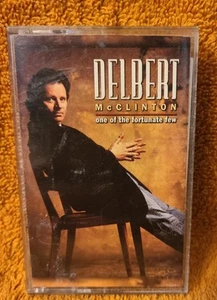 DELBERT
McCLINTON
one of the fortunate few